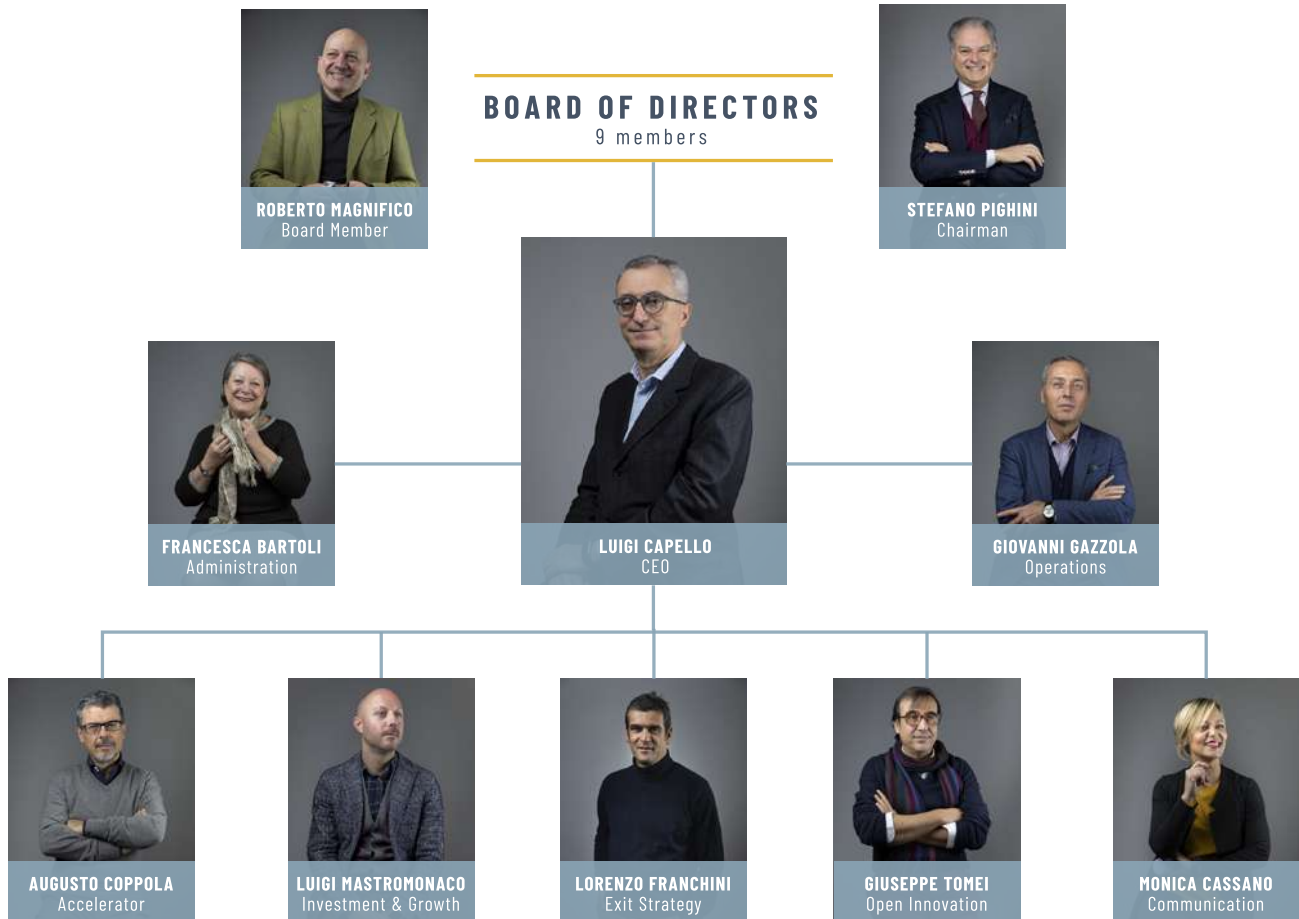 BOARD OF DIRECTORS
9 members
ROBERTO MAGNIFICO
Board Member
STEFANO PIGHINI
Chairman
FRANCESCA BARTOLI
Administration
LUIGI CAPELLO
CEO
GIOVANNI GAZZOLA
Operations
AUGUSTO COPPOLA
Accelerator
LUIGI MASTROMONACO
Investment & Growth
LORENZO FRANCHINI
Exit Strategy
GIUSEPPE TOMEI
Open Innovation
MONICA CASSANO
Communication